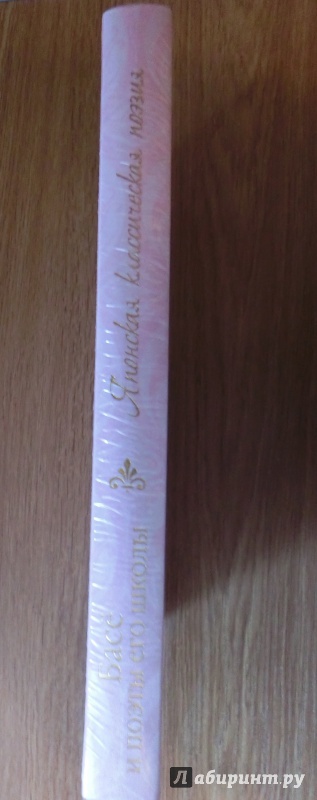 Басё
и поэты его школы
Японская классическая поэзия
Лабиринт.ру